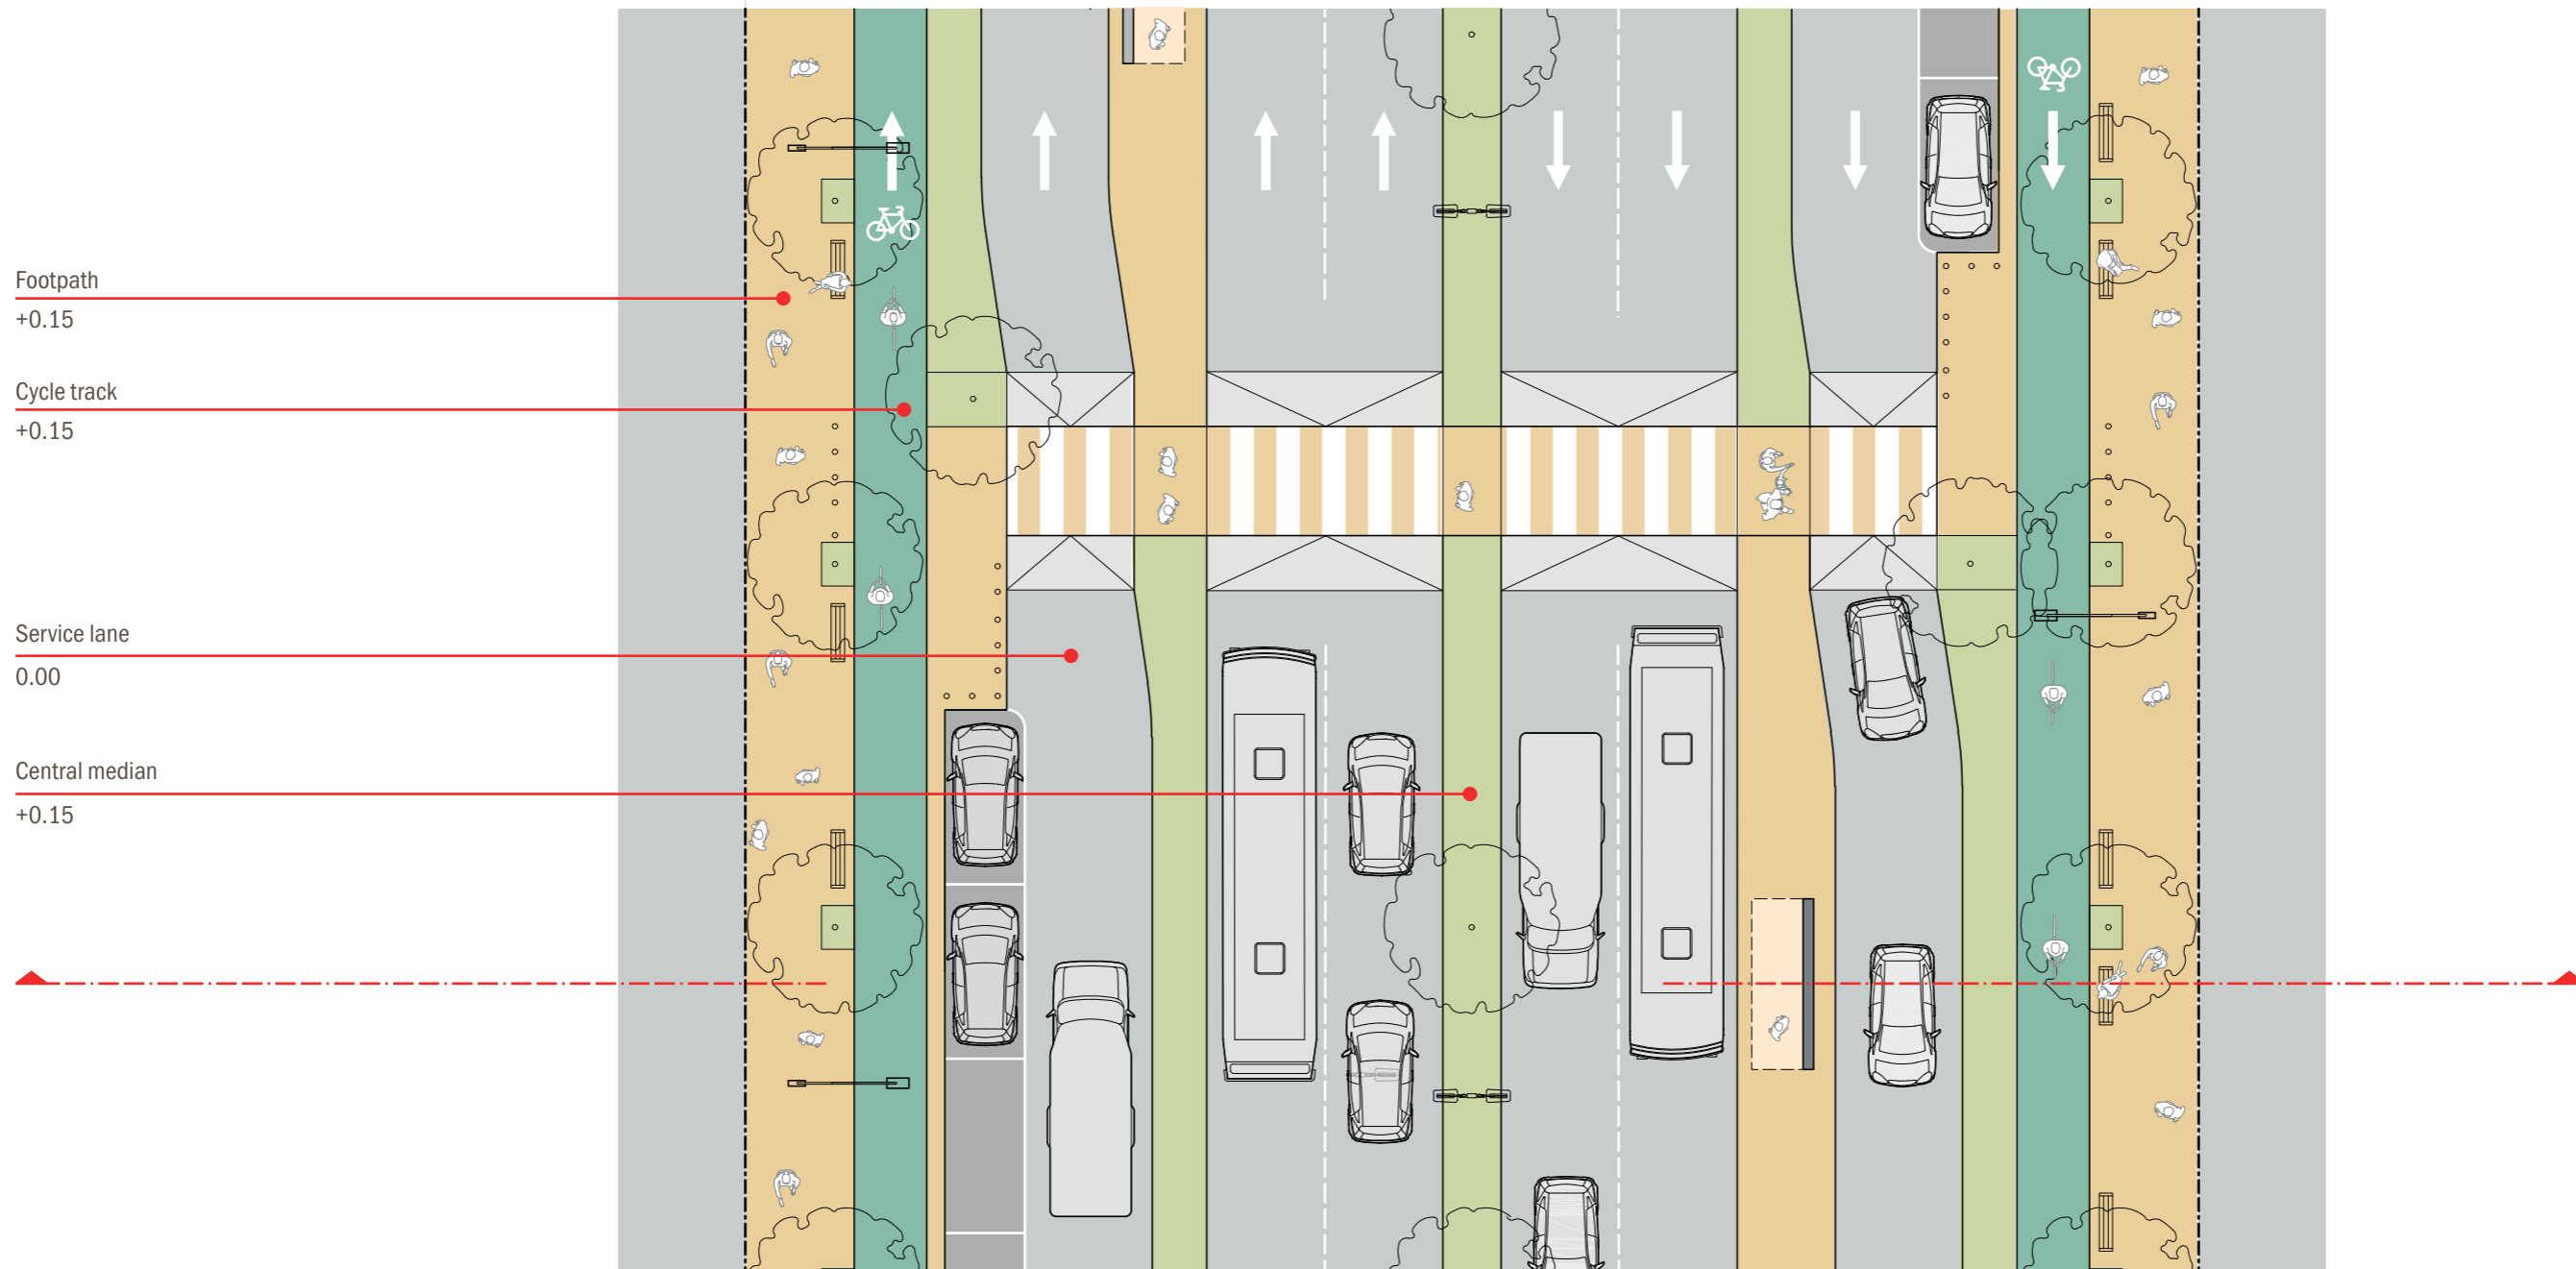 Footpath
+0.15
Cycle track
+0.15
Service lane
0.00
Central median
+0.15